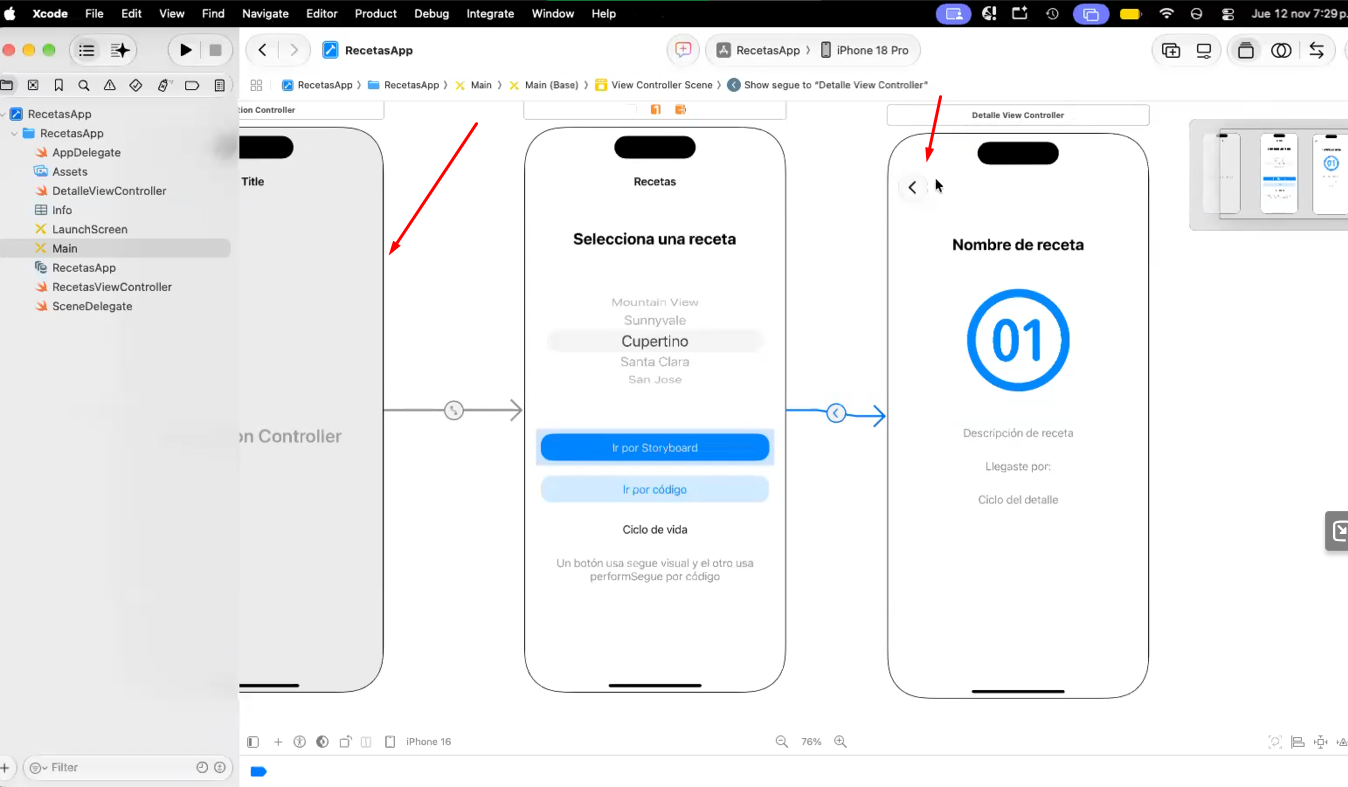 Xcode File Edit View Find Navigate Editor Product Debug Integrate Window Help Jue 12 nov 7:29 p.
RecetasApp
RecetasApp
iPhone 18 Pro
RecetasApp
RecetasApp
Main
Main (Base)
View Controller Scene
Show segue to “Detalle View Controller”
RecetasApp
RecetasApp
AppDelegate
Assets
DetalleViewController
Info
LaunchScreen
Main
RecetasApp
RecetasViewController
SceneDelegate
Filter
tion Controller
Title
on Controller
Recetas
Selecciona una receta
Mountain View
Sunnyvale
Cupertino
Santa Clara
San Jose
Ir por Storyboard
Ir por código
Ciclo de vida
Un botón usa segue visual y el otro usa
performSegue por código
Detalle View Controller
Nombre de receta
01
Descripción de receta
Llegaste por:
Ciclo del detalle
iPhone 16
76%